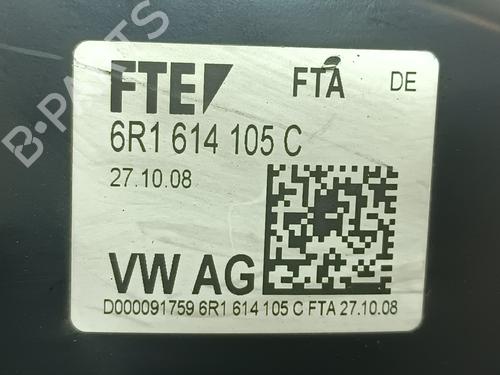 FTE FTA DE
6R1 614 105 C
27.10.08
VW AG
D000091759 6R1 614 105 C FTA 27.10.08
B-PARTS